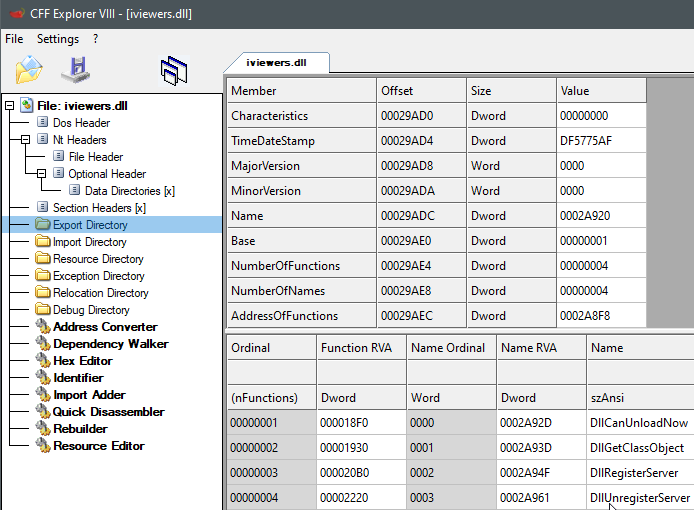 CFF Explorer VIII - [iviewers.dll]
File Settings ?
iviewers.dll
File: iviewers.dll
Dos Header
Nt Headers
File Header
Optional Header
Data Directories [x]
Section Headers [x]
Export Directory
Import Directory
Resource Directory
Exception Directory
Relocation Directory
Debug Directory
Address Converter
Dependency Walker
Hex Editor
Identifier
Import Adder
Quick Disassembler
Rebuilder
Resource Editor
Member Offset Size Value
Characteristics 00029AD0 Dword 00000000
TimeDateStamp 00029AD4 Dword DF5775AF
MajorVersion 00029AD8 Word 0000
MinorVersion 00029ADA Word 0000
Name 00029ADC Dword 0002A920
Base 00029AE0 Dword 00000001
NumberOfFunctions 00029AE4 Dword 00000004
NumberOfNames 00029AE8 Dword 00000004
AddressOfFunctions 00029AEC Dword 0002A8F8
Ordinal Function RVA Name Ordinal Name RVA Name
(nFunctions) Dword Word Dword szAnsi
00000001 000018F0 0000 0002A92D DllCanUnloadNow
00000002 00001930 0001 0002A93D DllGetClassObject
00000003 000020B0 0002 0002A94F DllRegisterServer
00000004 00002220 0003 0002A961 DllUnregisterServer